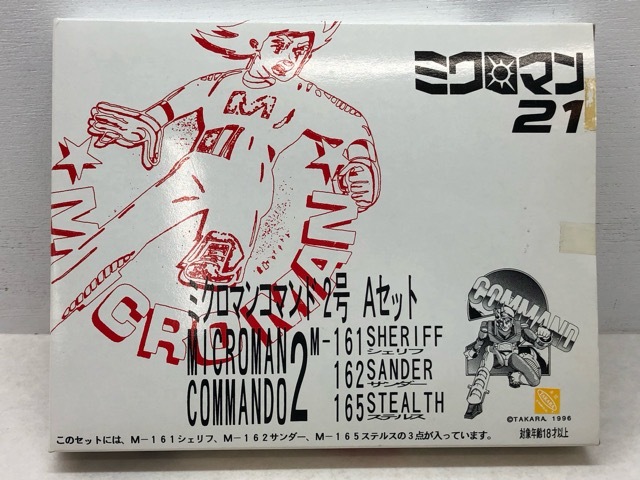 ミクロマン
21
M
MICROMAN
COMMAND
ミクロマンコマンド2号 Aセット
MICROMAN
COMMANDO 2
M-161 SHERIFF
シェリフ
162 SANDER
サンダー
165 STEALTH
ステルス
©TAKARA, 1996
このセットには、M-161シェリフ、M-162サンダー、M-165ステルスの3点が入っています。
対象年齢18才以上